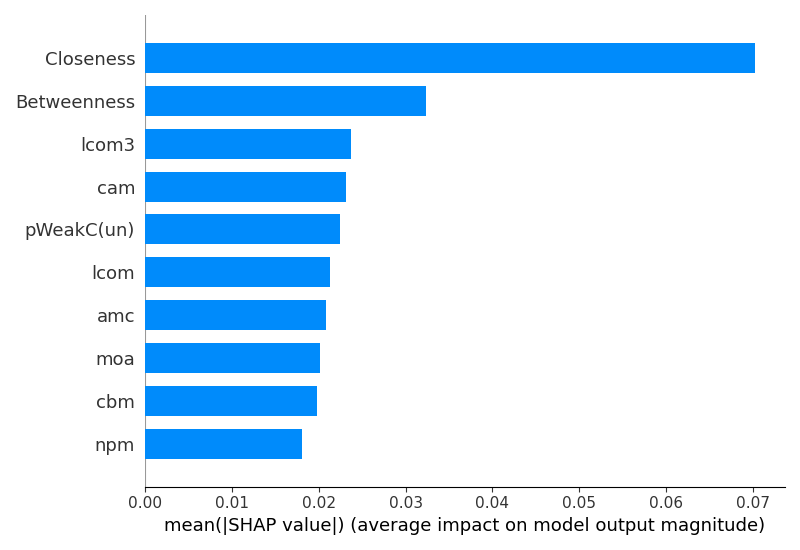 Closeness
Betweenness
lcom3
cam
pWeakC(un)
lcom
amc
moa
cbm
npm
0.00 0.01 0.02 0.03 0.04 0.05 0.06 0.07
mean(|SHAP value|) (average impact on model output magnitude)